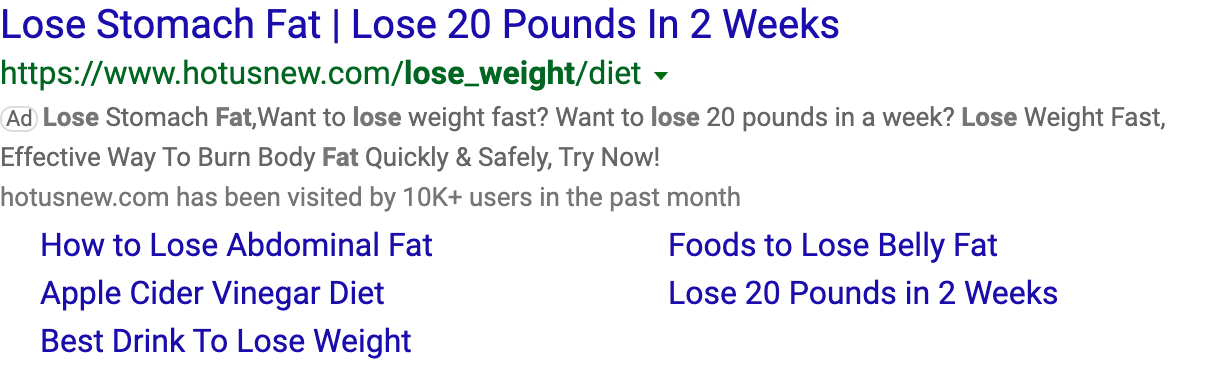 Lose Stomach Fat | Lose 20 Pounds In 2 Weeks
https://www.hotusnew.com/lose_weight/diet
Ad Lose Stomach Fat,Want to lose weight fast? Want to lose 20 pounds in a week? Lose Weight Fast,
Effective Way To Burn Body Fat Quickly & Safely, Try Now!
hotusnew.com has been visited by 10K+ users in the past month
How to Lose Abdominal Fat
Foods to Lose Belly Fat
Apple Cider Vinegar Diet
Lose 20 Pounds in 2 Weeks
Best Drink To Lose Weight